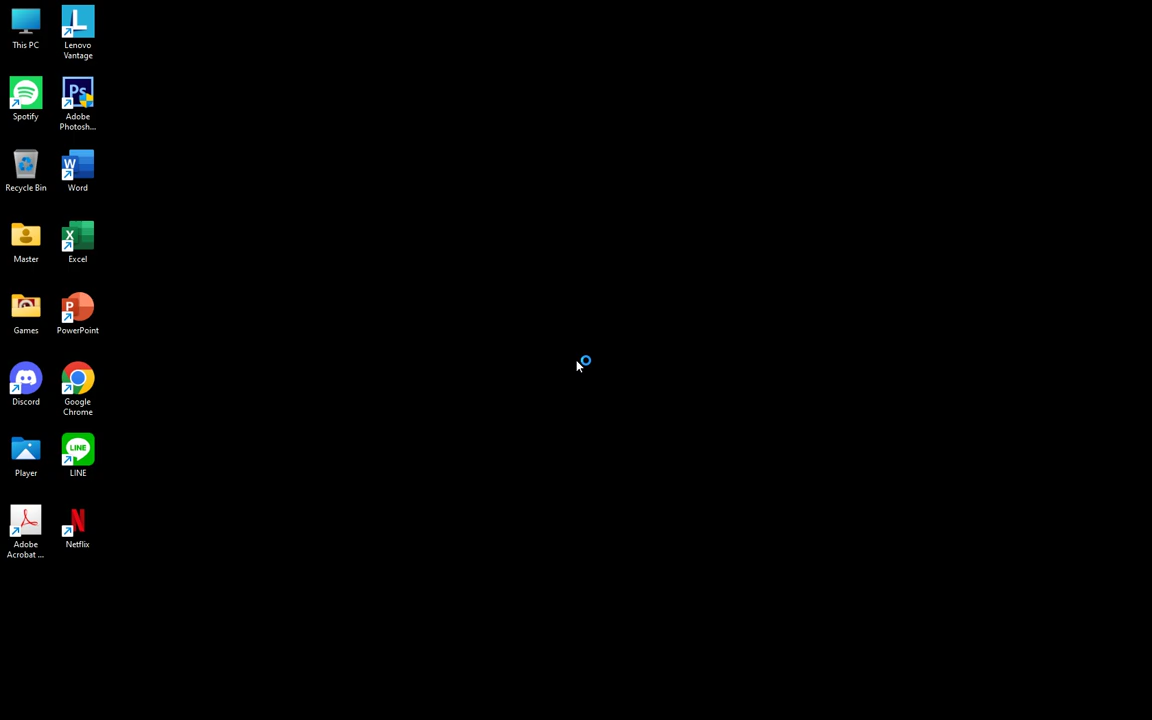 This PC
Lenovo
Vantage
Spotify
Adobe
Photosh...
Recycle Bin
Word
Master
Excel
Games
PowerPoint
Discord
Google
Chrome
Player
LINE
LINE
Adobe
Acrobat ...
Netflix